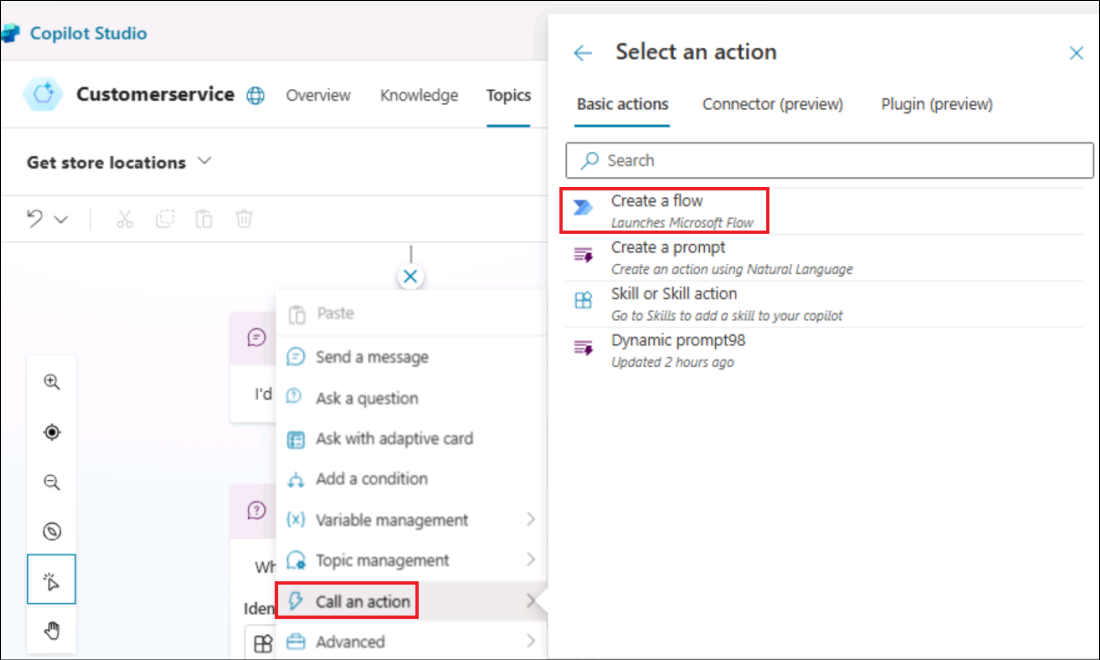 Copilot Studio
Customerservice
Overview
Knowledge
Topics
Get store locations
Paste
Send a message
Ask a question
Ask with adaptive card
Add a condition
Variable management
Topic management
Call an action
Advanced
I'd
Wh
Iden
Select an action
Basic actions
Connector (preview)
Plugin (preview)
Search
Create a flow
Launches Microsoft Flow
Create a prompt
Create an action using Natural Language
Skill or Skill action
Go to Skills to add a skill to your copilot
Dynamic prompt98
Updated 2 hours ago